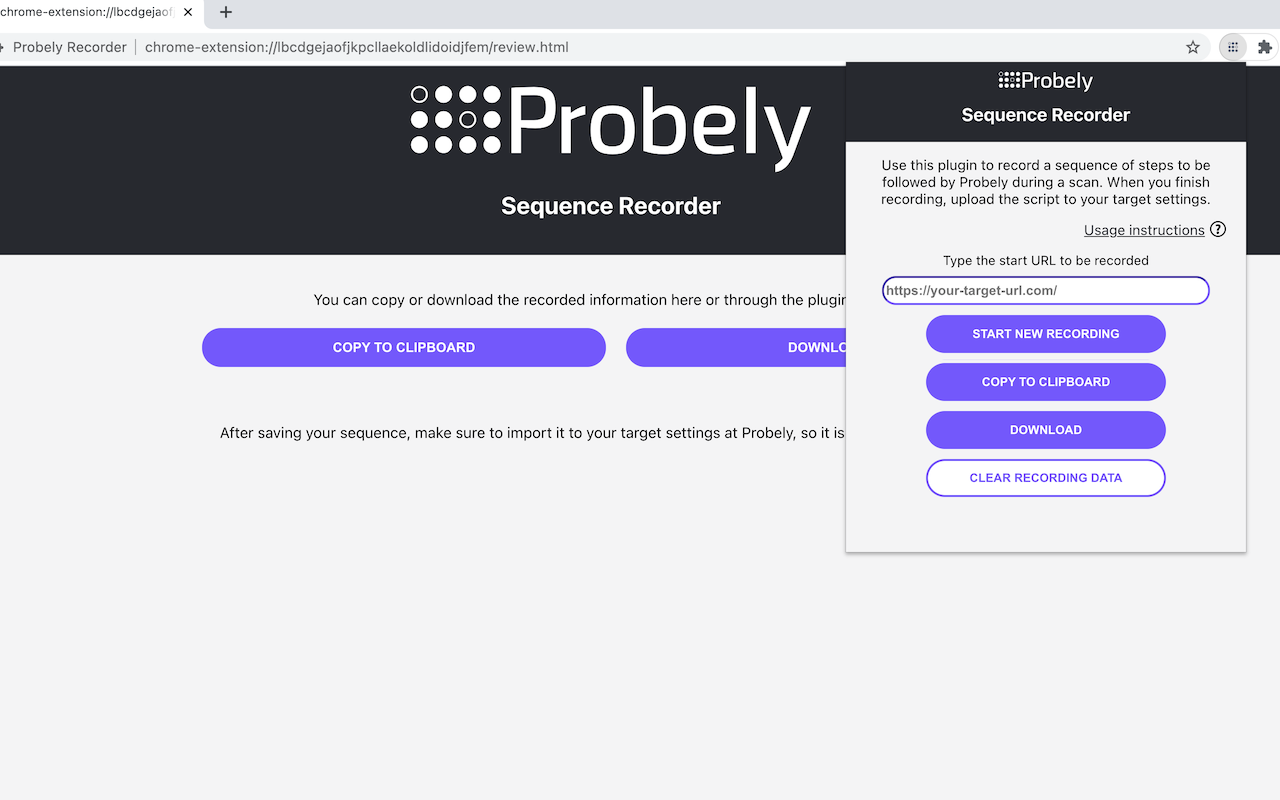 chrome-extension://lbcdgejaof
Probely Recorder
chrome-extension://lbcdgejaofjkpcllaekoldlidoidjfem/review.html
Probely
Sequence Recorder
You can copy or download the recorded information here or through the plugin
COPY TO CLIPBOARD
DOWNLO
After saving your sequence, make sure to import it to your target settings at Probely, so it is
Probely
Sequence Recorder
Use this plugin to record a sequence of steps to be
followed by Probely during a scan. When you finish
recording, upload the script to your target settings.
Usage instructions ?
Type the start URL to be recorded
https://your-target-url.com/
START NEW RECORDING
COPY TO CLIPBOARD
DOWNLOAD
CLEAR RECORDING DATA